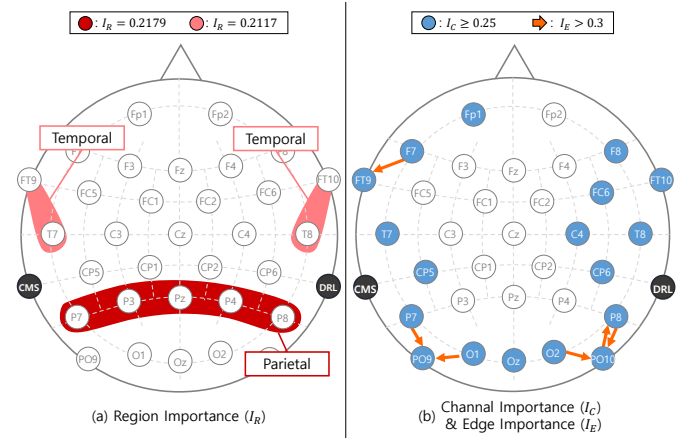 : I_R = 0.2179 : I_R = 0.2117
Fp1 Fp2
Temporal Temporal
F8
F3 F4
Fz
FT9 FT10
FC5 FC6
FC1 FC2
T7 C3 Cz C4 T8
CP5 CP1 CP2 CP6
CMS DRL
P7 P3 Pz P4 P8
PO9 O1 Oz O2
Parietal
(a) Region Importance (I_R)
: I_C ≥ 0.25 : I_E > 0.3
Fp1 Fp2
F7 F8
F3 F4
Fz
FT9 FT10
FC5 FC6
FC1 FC2
T7 C3 Cz C4 T8
CP5 CP1 CP2 CP6
CMS DRL
P3 Pz P4
P7 P8
PO9 O1 Oz O2 PO10
(b) Channel Importance (I_C)
& Edge Importance (I_E)